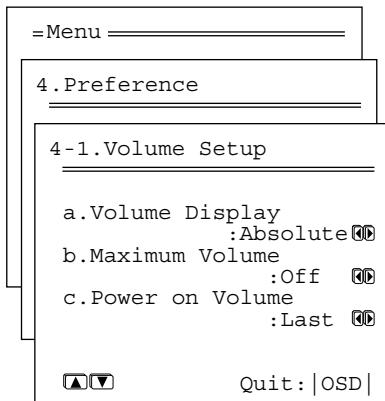 Menu
4.Preference
4-1.Volume Setup
a.Volume Display
:Absolute
b.Maximum Volume
:Off
c.Power on Volume
:Last
Quit:|OSD|